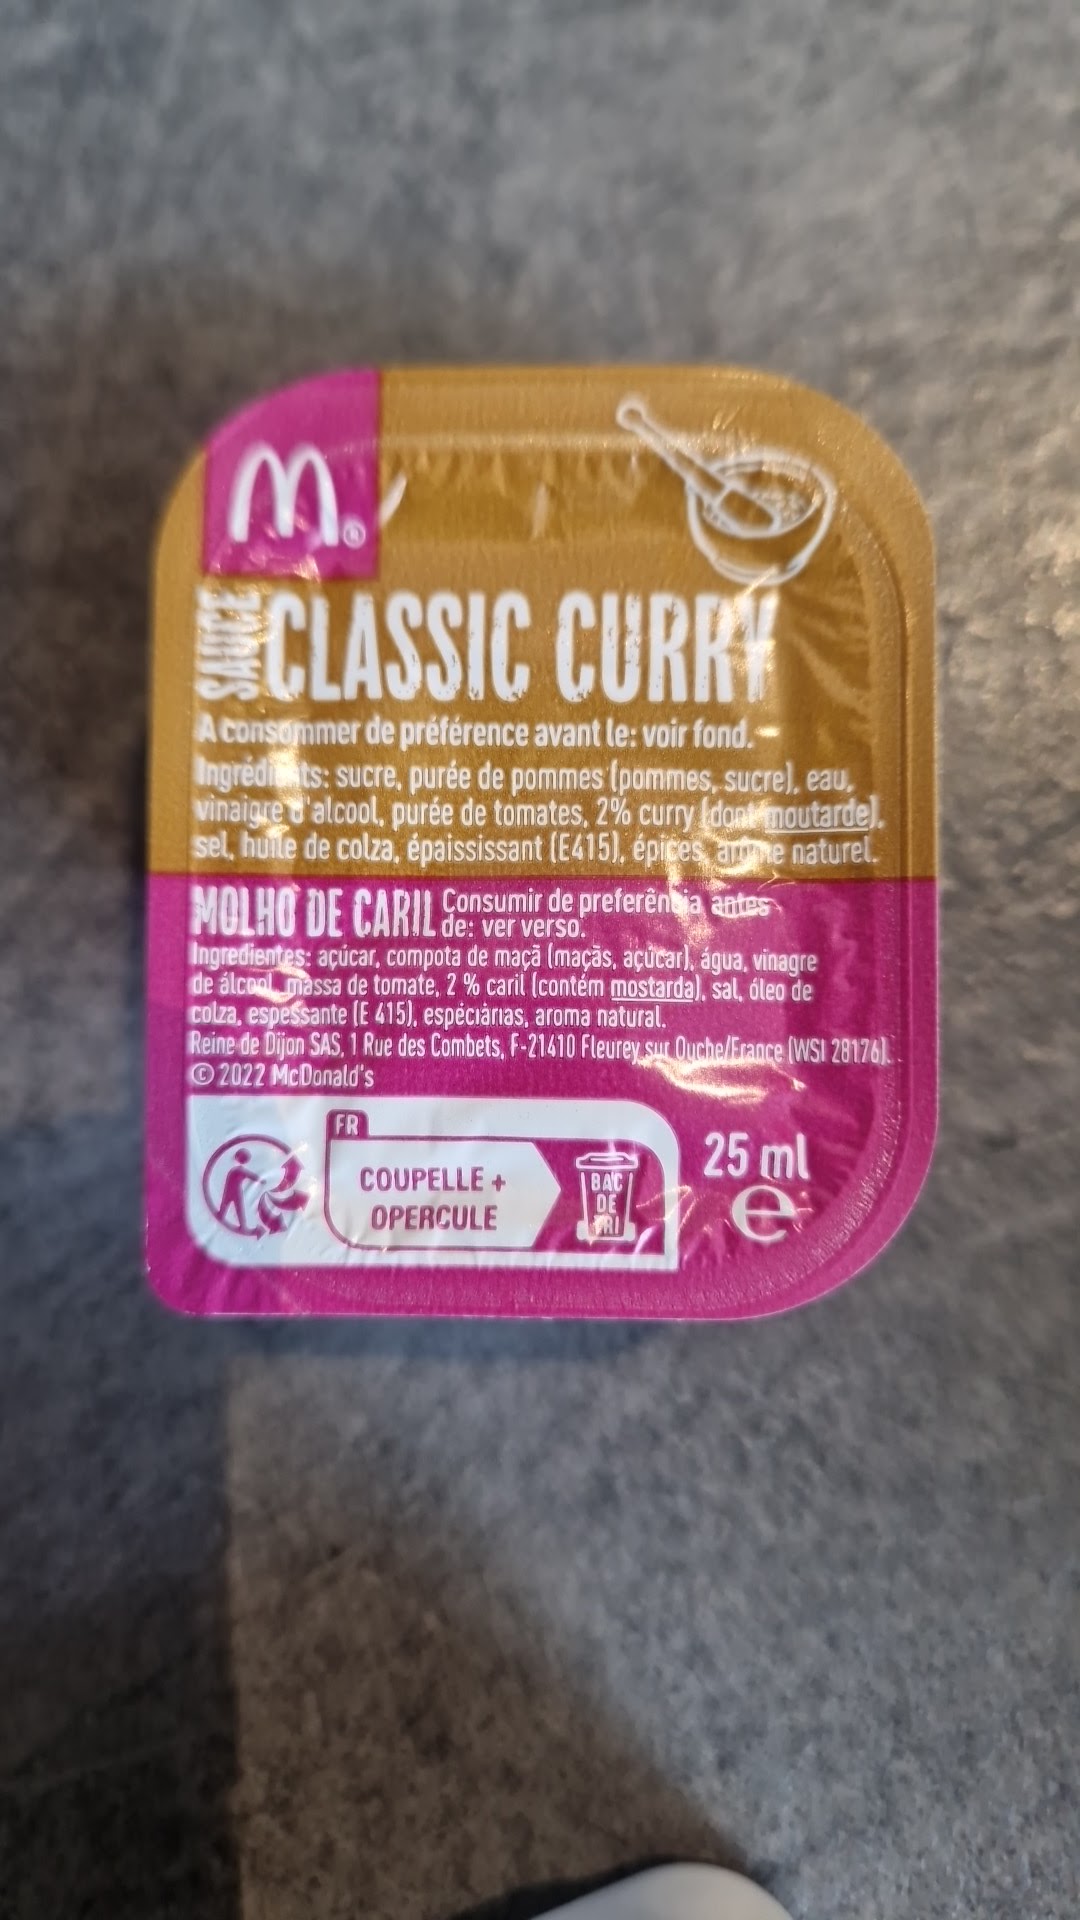 M®
SAUCE CLASSIC CURRY
A consommer de préférence avant le: voir fond.
Ingrédients: sucre, purée de pommes (pommes, sucre), eau,
vinaigre d'alcool, purée de tomates, 2% curry (dont moutarde),
sel, huile de colza, épaississant (E415), épices, arôme naturel.
MOLHO DE CARIL Consumir de preferência antes
de: ver verso.
Ingredientes: açúcar, compota de maçã (maçãs, açúcar), água, vinagre
de álcool, massa de tomate, 2 % caril (contém mostarda), sal, óleo de
colza, espessante (E 415), especiarias, aroma natural.
Reine de Dijon SAS, 1 Rue des Combets, F-21410 Fleurey sur Ouche/France (WSI 28176).
© 2022 McDonald's
FR
COUPELLE +
OPERCULE
BAC
DE
TRI
25 ml
e